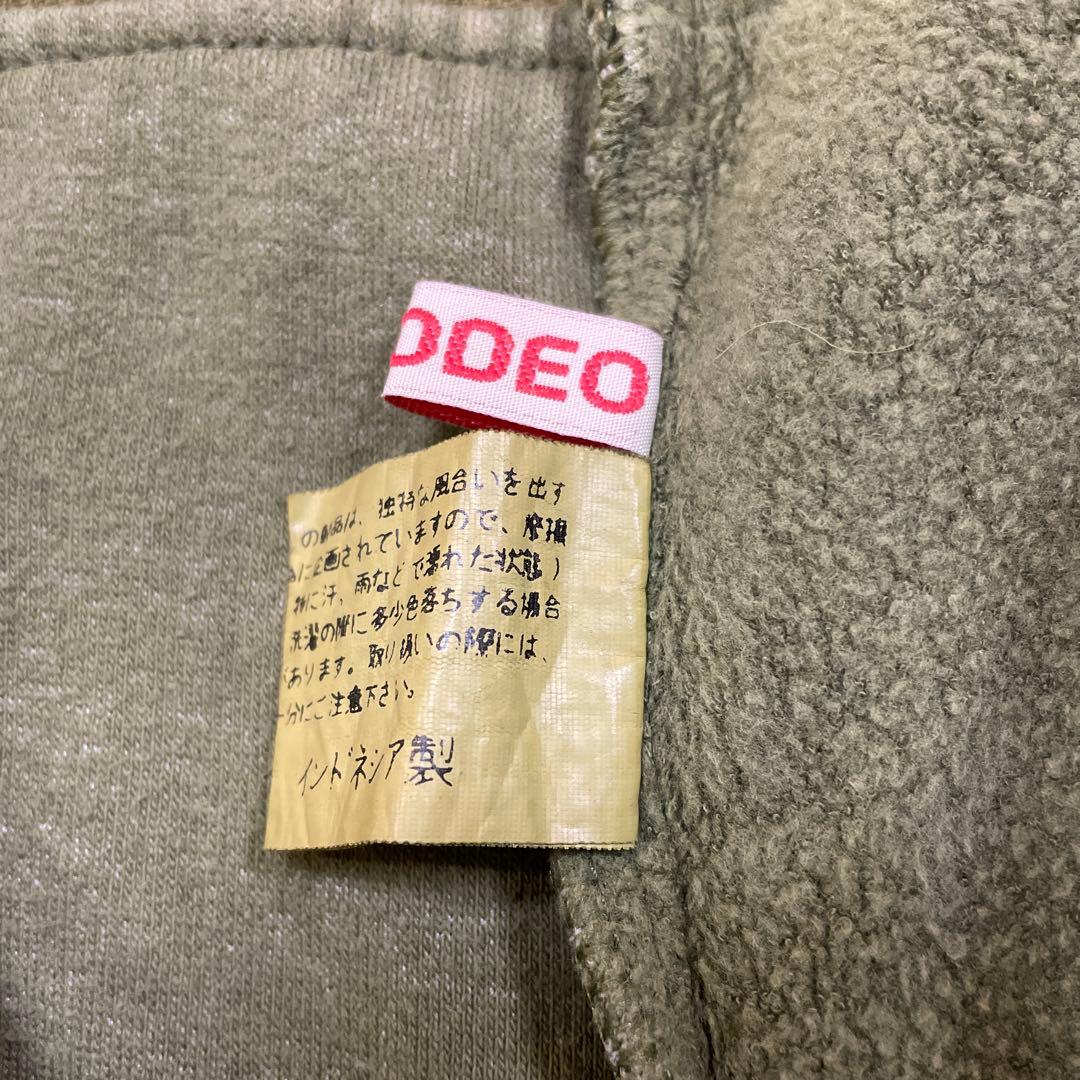 ODEO
の製品は、独特な風合いを出す
に企画されていますので、摩擦
特に汗、雨などで濡れた状態)
洗濯の際に多少色落ちする場合
があります。取り扱いの際には、
十分にご注意下さい。
インドネシア製